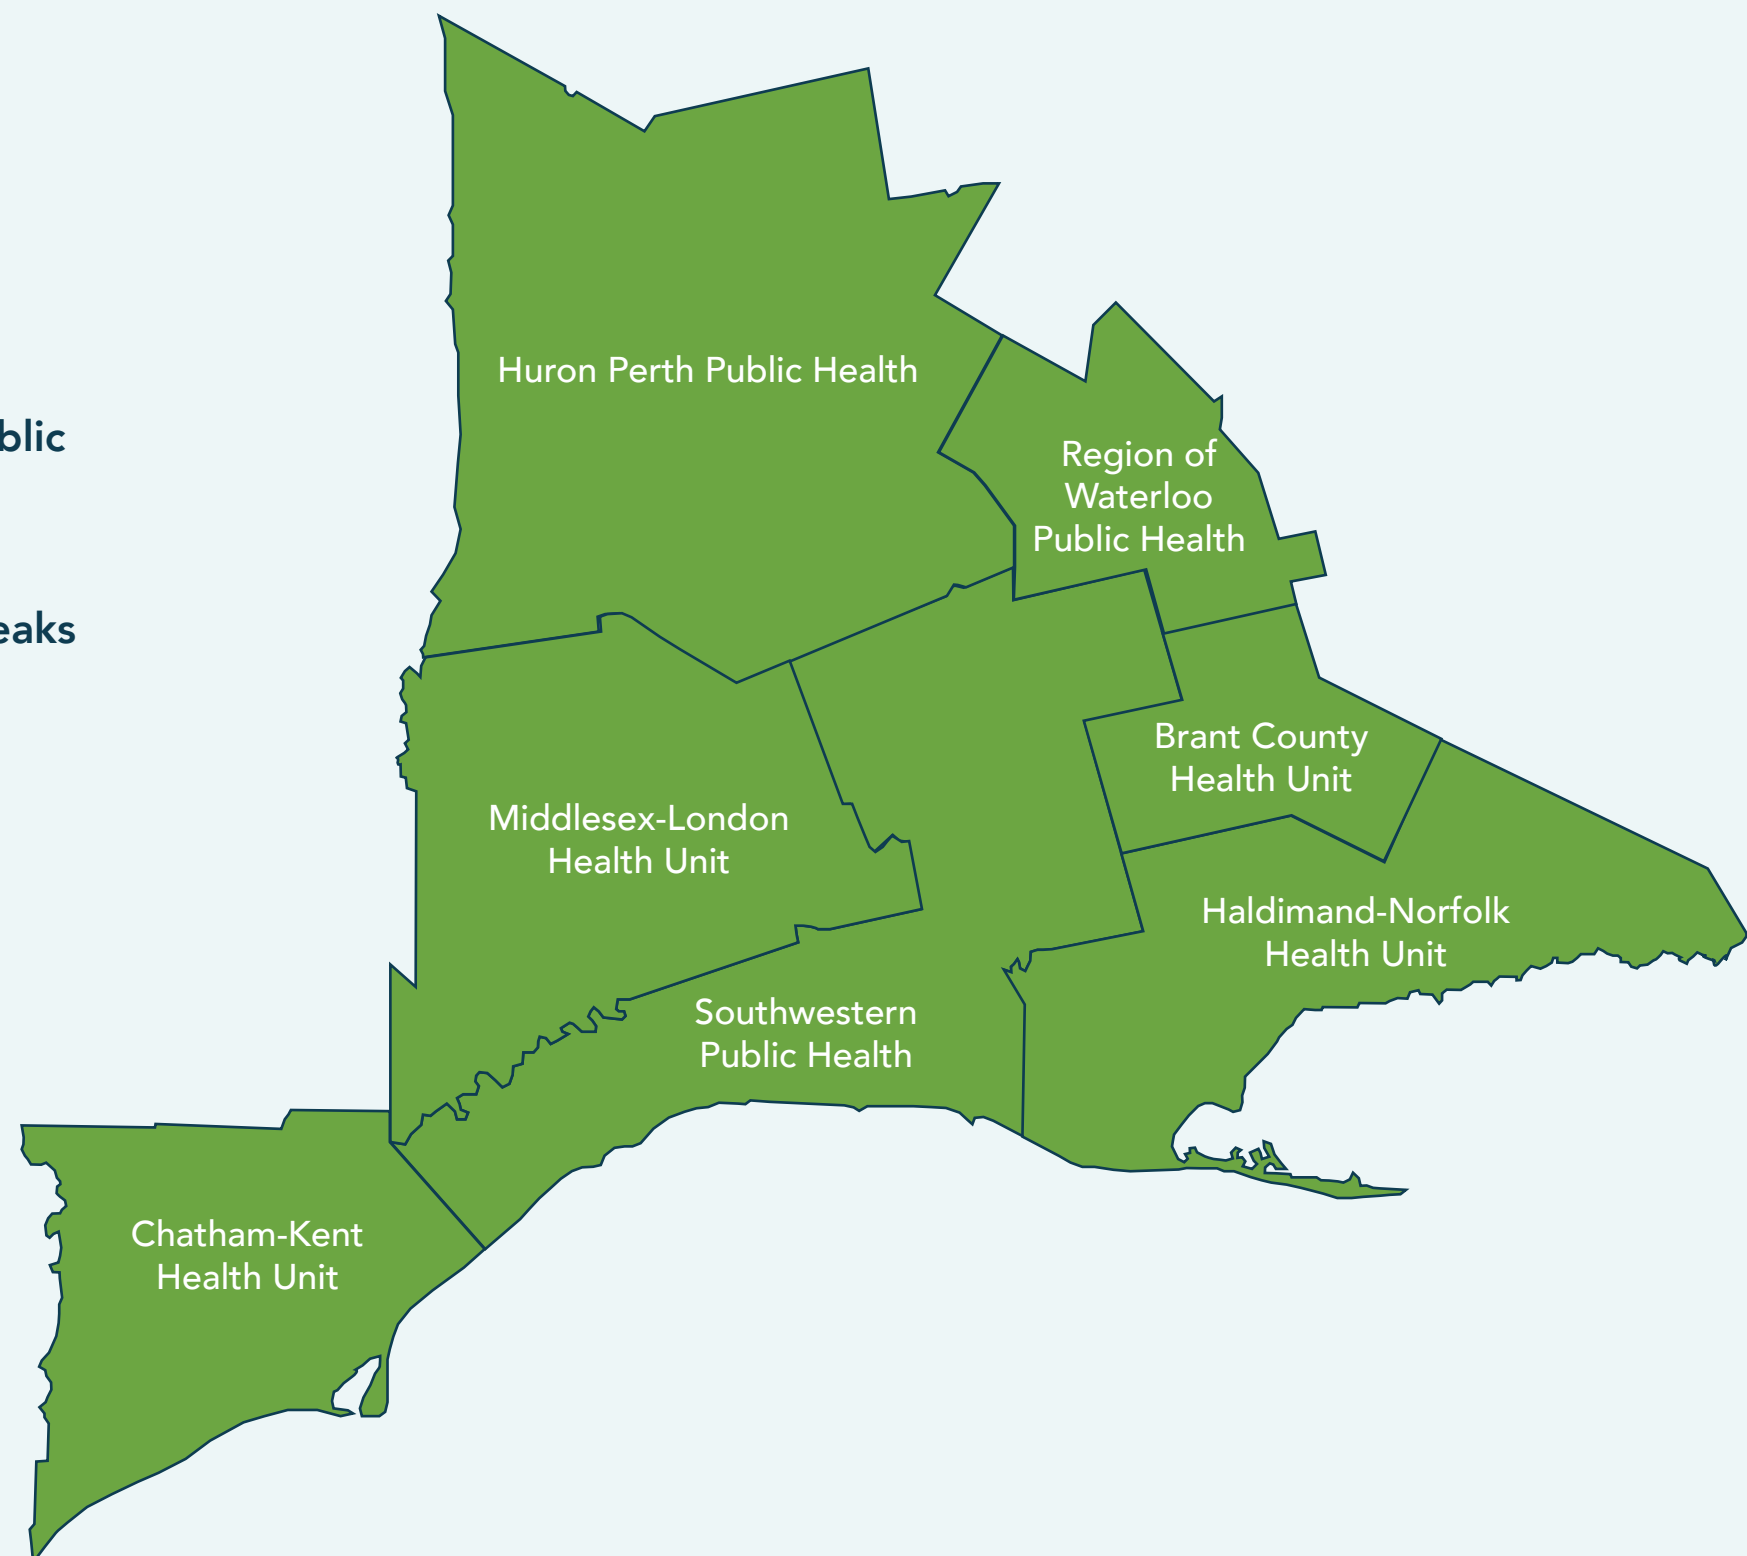 Huron Perth Public Health
blic
Region of
Waterloo
Public Health
eaks
Brant County
Health Unit
Middlesex-London
Health Unit
Haldimand-Norfolk
Health Unit
Southwestern
Public Health
Chatham-Kent
Health Unit